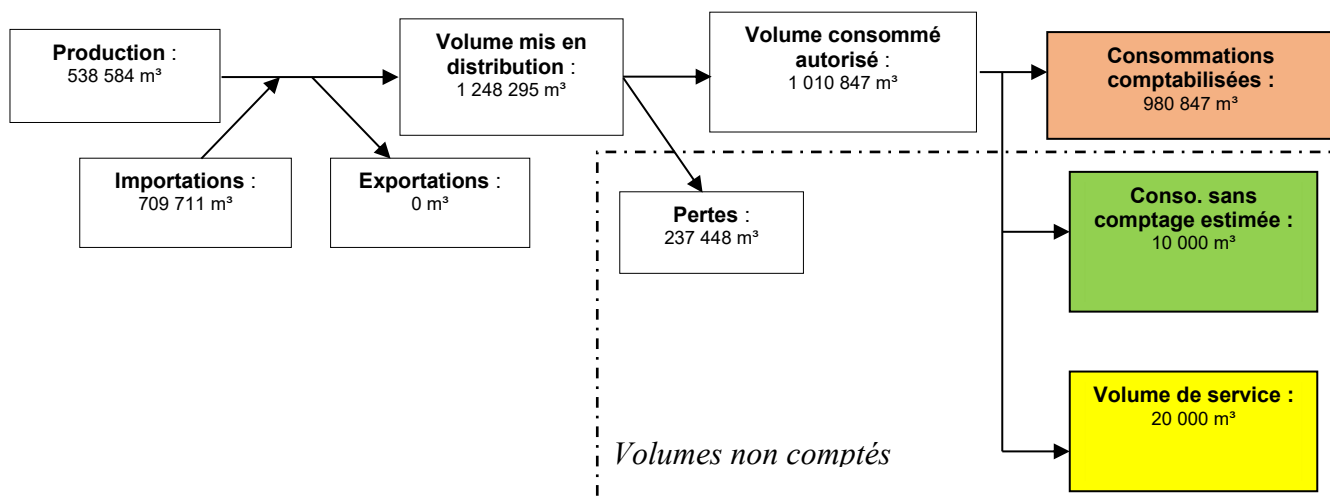 Production :
538 584 m³
Volume mis en
distribution :
1 248 295 m³
Volume consommé
autorisé :
1 010 847 m³
Consommations
comptabilisées :
980 847 m³
Importations :
709 711 m³
Exportations :
0 m³
Pertes :
237 448 m³
Conso. sans
comptage estimée :
10 000 m³
Volume de service :
20 000 m³
Volumes non comptés